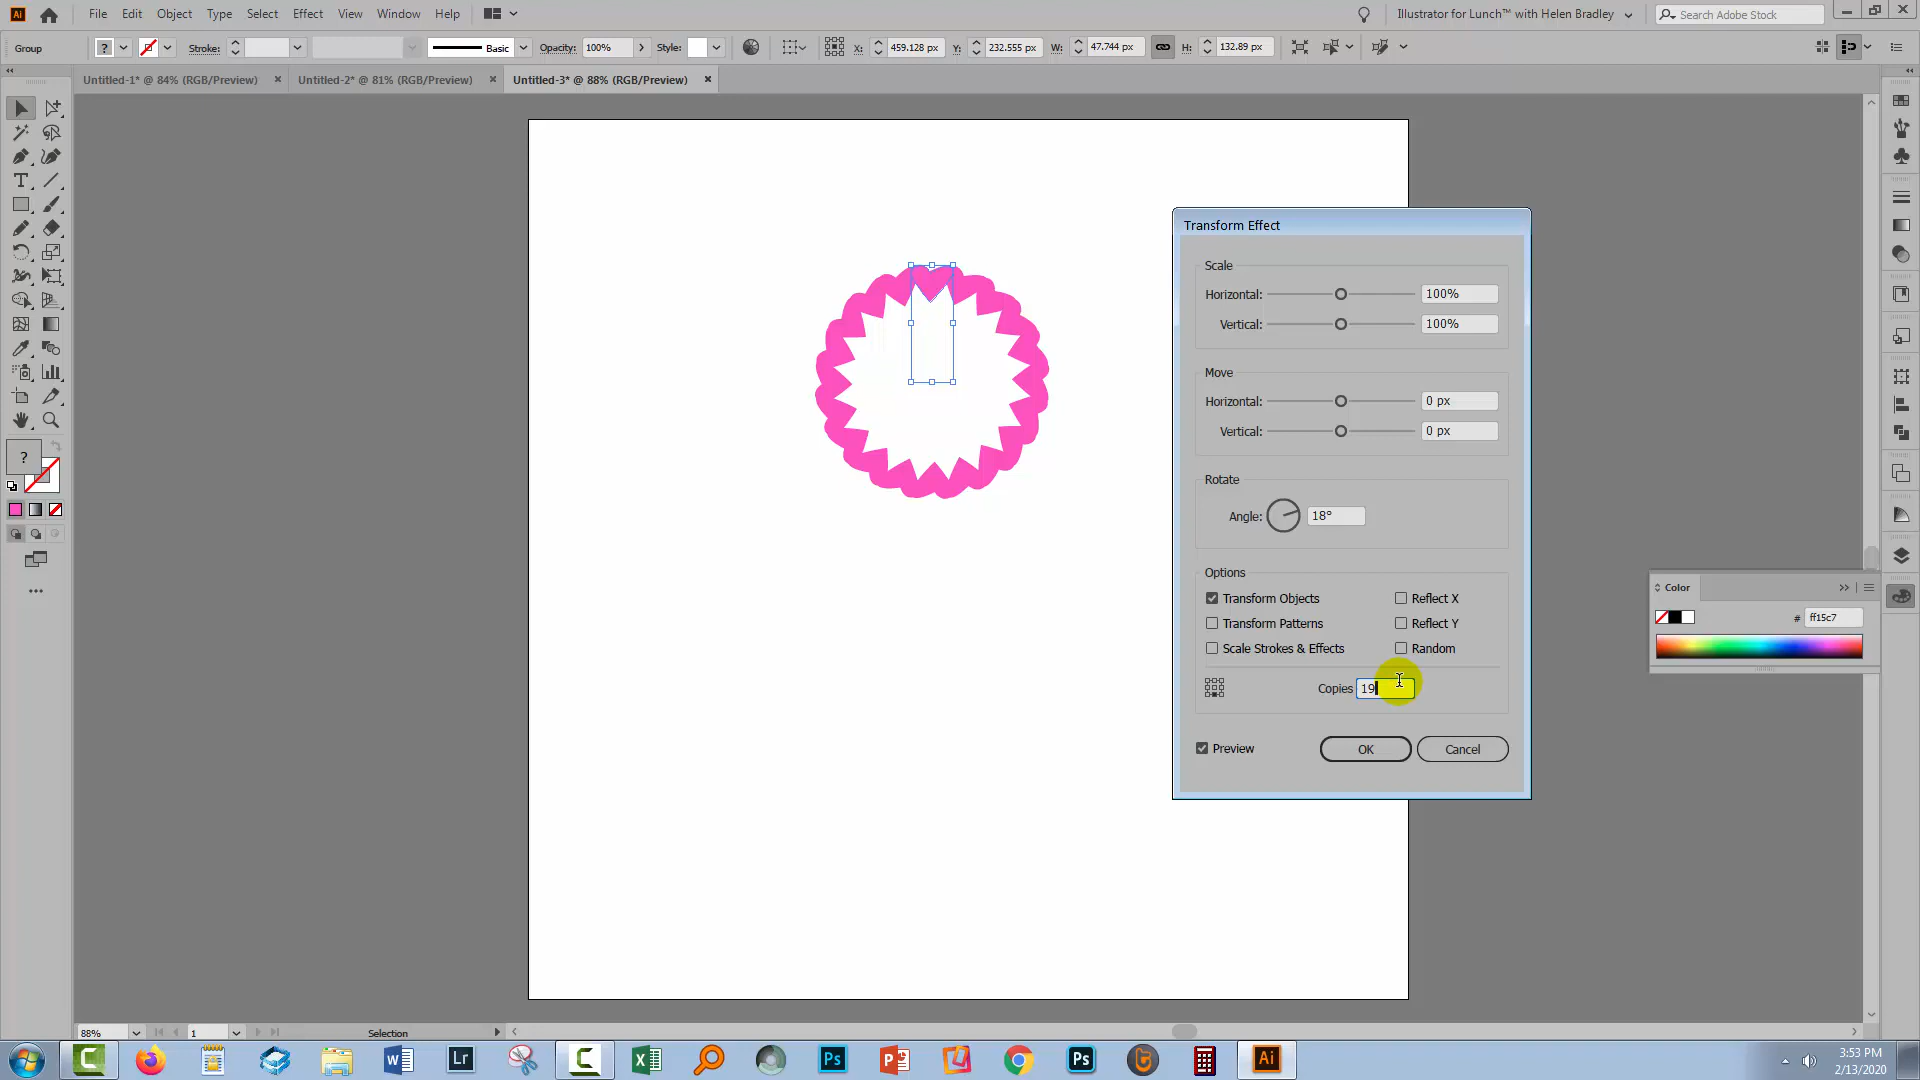 Ai File Edit Object Type Select Effect View Window Help Illustrator for Lunch™ with Helen Bradley Search Adobe Stock
Group ? Stroke: Basic Opacity: 100% Style: X: 459.128 px Y: 232.555 px W: 47.744 px H: 132.89 px
Untitled-1* @ 84% (RGB/Preview) × Untitled-2* @ 81% (RGB/Preview) × Untitled-3* @ 88% (RGB/Preview) ×
Transform Effect
Scale
Horizontal: 100%
Vertical: 100%
Move
Horizontal: 0 px
Vertical: 0 px
Rotate
Angle: 18°
Options
Transform Objects Reflect X
Transform Patterns Reflect Y
Scale Strokes & Effects Random
Copies 19
Preview OK Cancel
Color
# ff15c7
?
88% 1 Selection
W Lr Ps Ps Ai
3:53 PM
2/13/2020